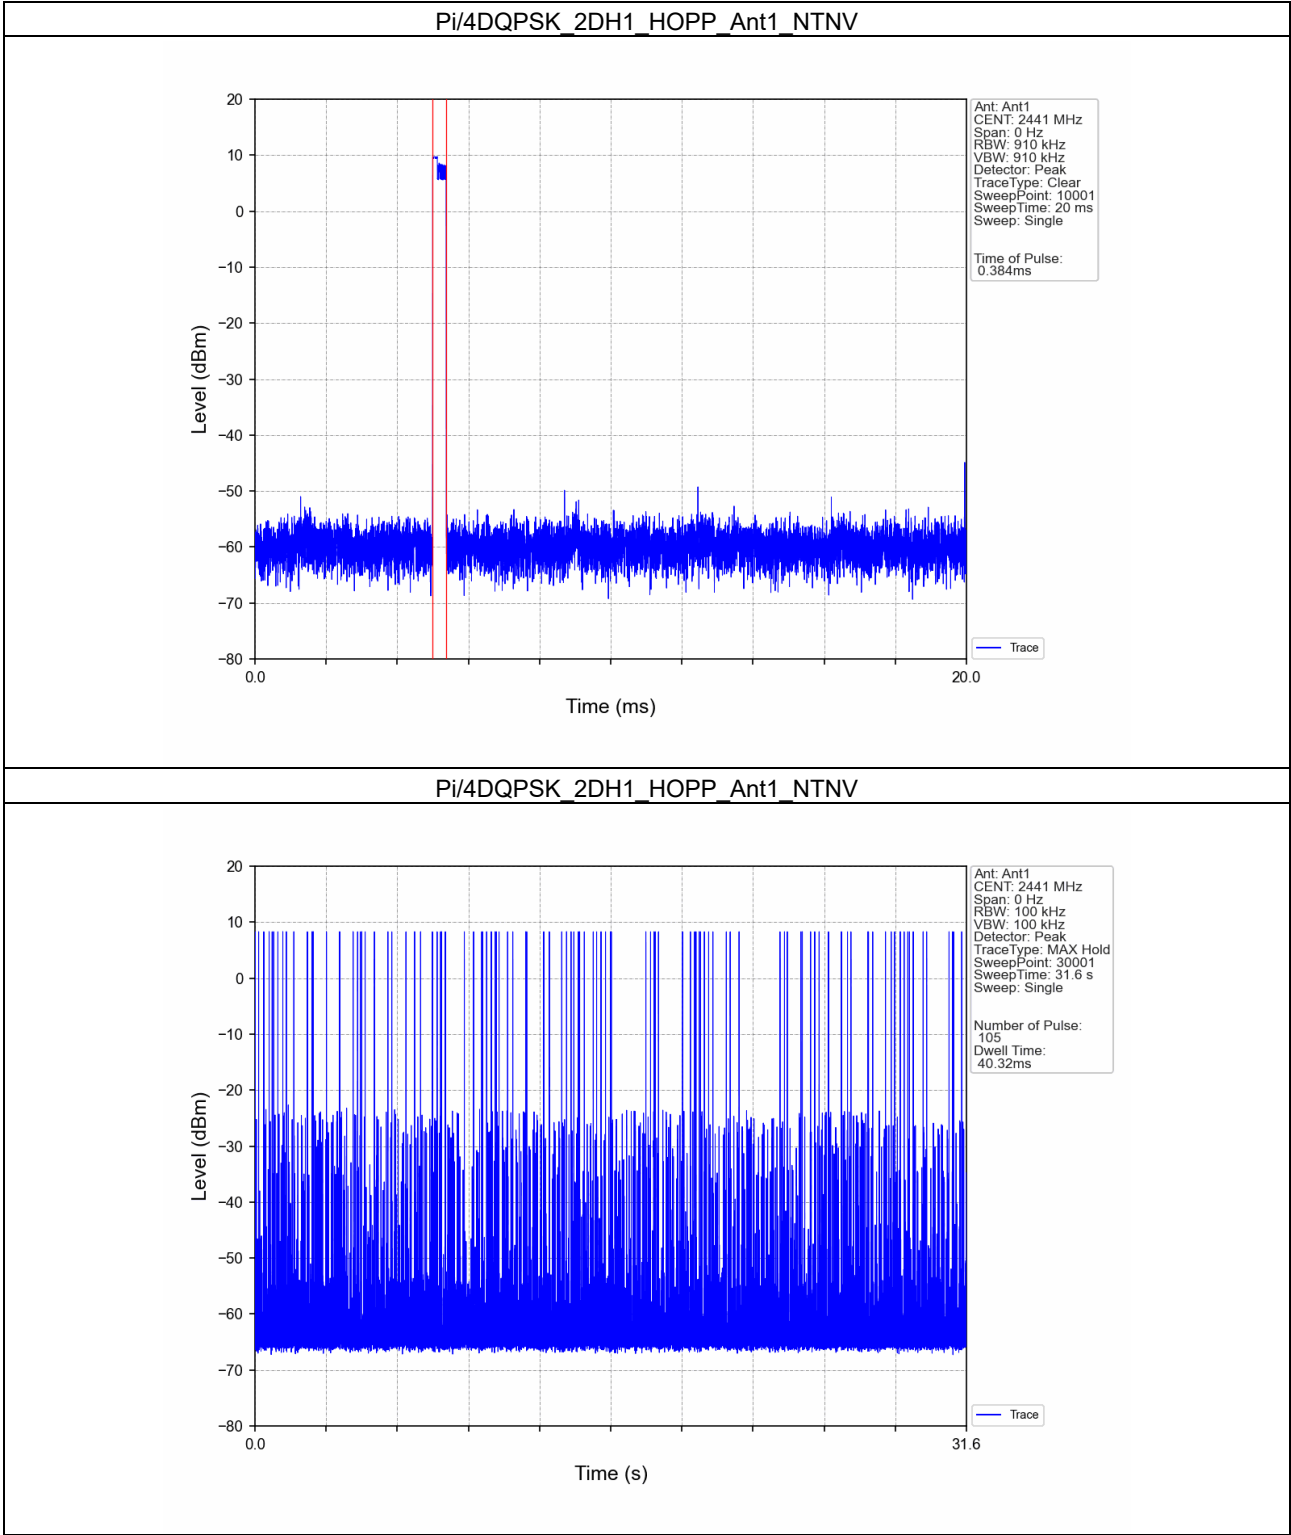 Pi/4DQPSK_2DH1_HOPP_Ant1_NTNV
20
10
0
−10
−20
−30
−40
−50
−60
−70
−80
Level (dBm)
0.0
20.0
Time (ms)
Ant: Ant1
CENT: 2441 MHz
Span: 0 Hz
RBW: 910 kHz
VBW: 910 kHz
Detector: Peak
TraceType: Clear
SweepPoint: 10001
SweepTime: 20 ms
Sweep: Single
Time of Pulse:
0.384ms
Trace
Pi/4DQPSK_2DH1_HOPP_Ant1_NTNV
20
10
0
−10
−20
−30
−40
−50
−60
−70
−80
Level (dBm)
0.0
31.6
Time (s)
Ant: Ant1
CENT: 2441 MHz
Span: 0 Hz
RBW: 100 kHz
VBW: 100 kHz
Detector: Peak
TraceType: MAX Hold
SweepPoint: 30001
SweepTime: 31.6 s
Sweep: Single
Number of Pulse:
105
Dwell Time:
40.32ms
Trace